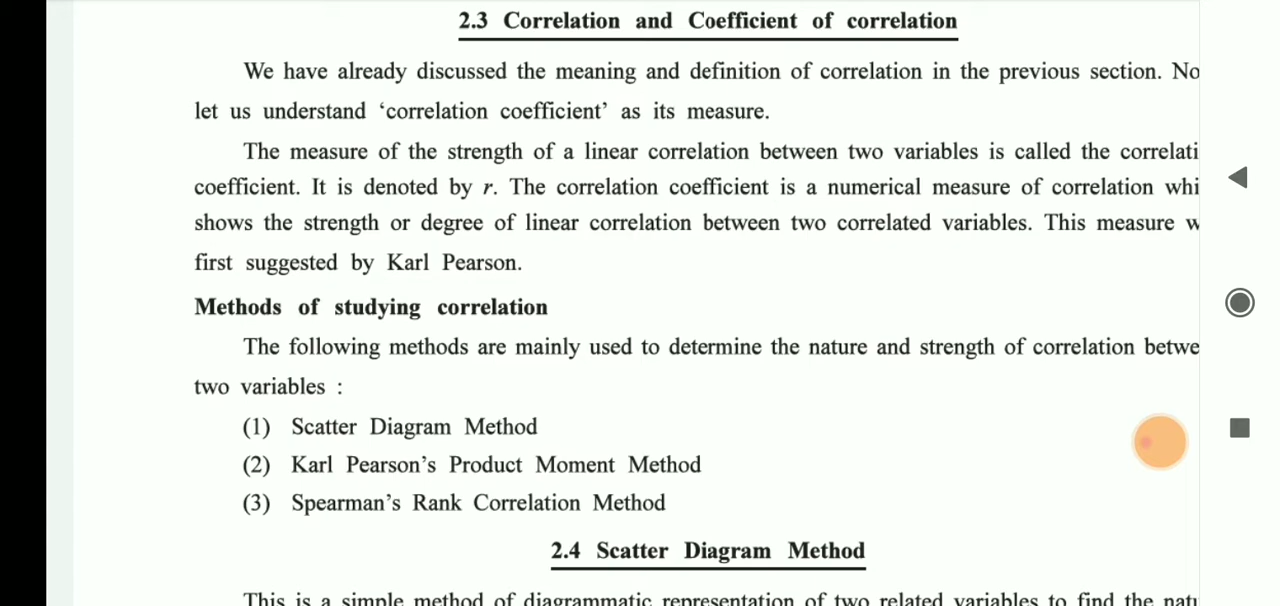 2.3 Correlation and Coefficient of correlation
We have already discussed the meaning and definition of correlation in the previous section. No
let us understand ‘correlation coefficient’ as its measure.
The measure of the strength of a linear correlation between two variables is called the correlati
coefficient. It is denoted by r. The correlation coefficient is a numerical measure of correlation whi
shows the strength or degree of linear correlation between two correlated variables. This measure w
first suggested by Karl Pearson.
Methods of studying correlation
The following methods are mainly used to determine the nature and strength of correlation betwe
two variables :
(1) Scatter Diagram Method
(2) Karl Pearson’s Product Moment Method
(3) Spearman’s Rank Correlation Method
2.4 Scatter Diagram Method
This is a simple method of diagrammatic representation of two related variables to find the natu